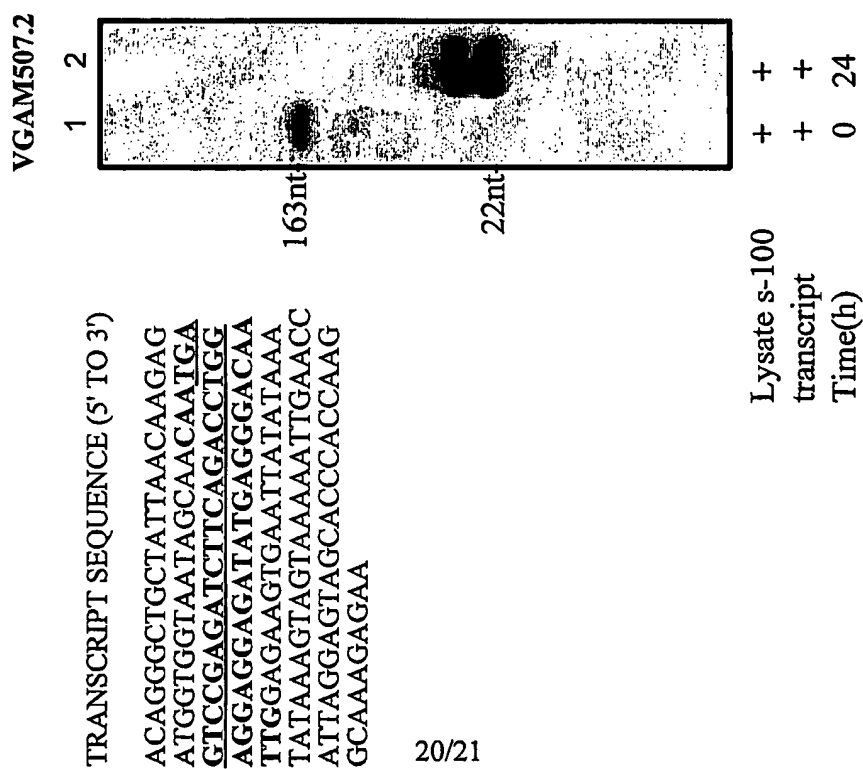 VGAM507.2
1 2
163nt
22nt
Lysate s-100 + +
transcript + +
Time(h) 0 24
TRANSCRIPT SEQUENCE (5' TO 3')
ACAGGGCTGCTATTAACAAGAG
ATGGTGGTAATAGCAACAATGA
GTCCGAGATCTTCAGACCTGG
AGGAGGAGATATGAGGGACAA
TTGGAGAAGTGAATTATATAAA
TATAAAGTAGTAAAAATTGAACC
ATTAGGAGTAGCACCCACCAAG
GCAAAGAGAA
20/21